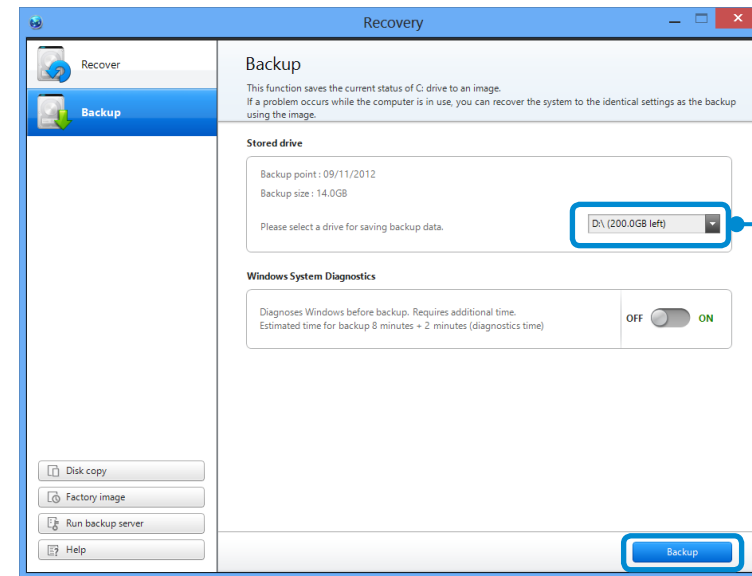 Recovery
Recover
Backup
Backup
This function saves the current status of C: drive to an image.
If a problem occurs while the computer is in use, you can recover the system to the identical settings as the backup
using the image.
Stored drive
Backup point : 09/11/2012
Backup size : 14.0GB
Please select a drive for saving backup data.
D:\ (200.0GB left)
Windows System Diagnostics
Diagnoses Windows before backup. Requires additional time.
Estimated time for backup 8 minutes + 2 minutes (diagnostics time)
OFF ON
Disk copy
Factory image
Run backup server
Help
Backup